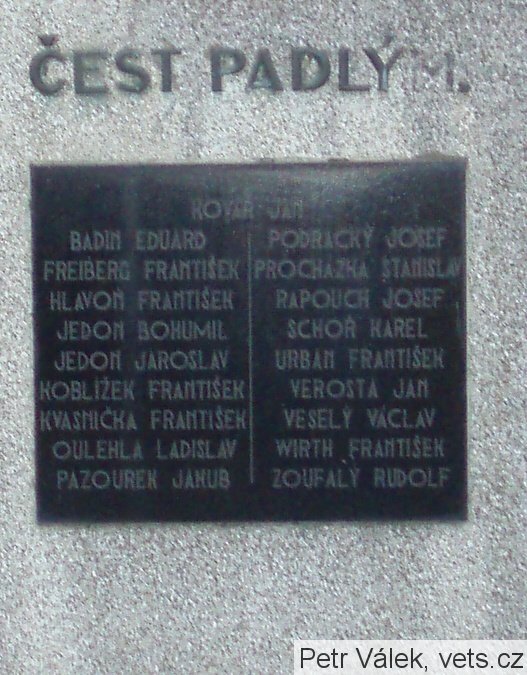 ČEST PADLÝM.
KOVÁŘ JAN
BADIN EDUARD
FREIBERG FRANTIŠEK
HLAVOŇ FRANTIŠEK
JEDON BOHUMIL
JEDON JAROSLAV
KOBLÍŽEK FRANTIŠEK
KVASNIČKA FRANTIŠEK
OULEHLA LADISLAV
PAZOUREK JAKUB
PODRACKÝ JOSEF
PROCHÁZKA STANISLAV
RAPOUCH JOSEF
SCHOŘ KAREL
URBAN FRANTIŠEK
VEROSTA JAN
VESELÝ VÁCLAV
WIRTH FRANTIŠEK
ZOUFALÝ RUDOLF
Petr Válek, vets.cz